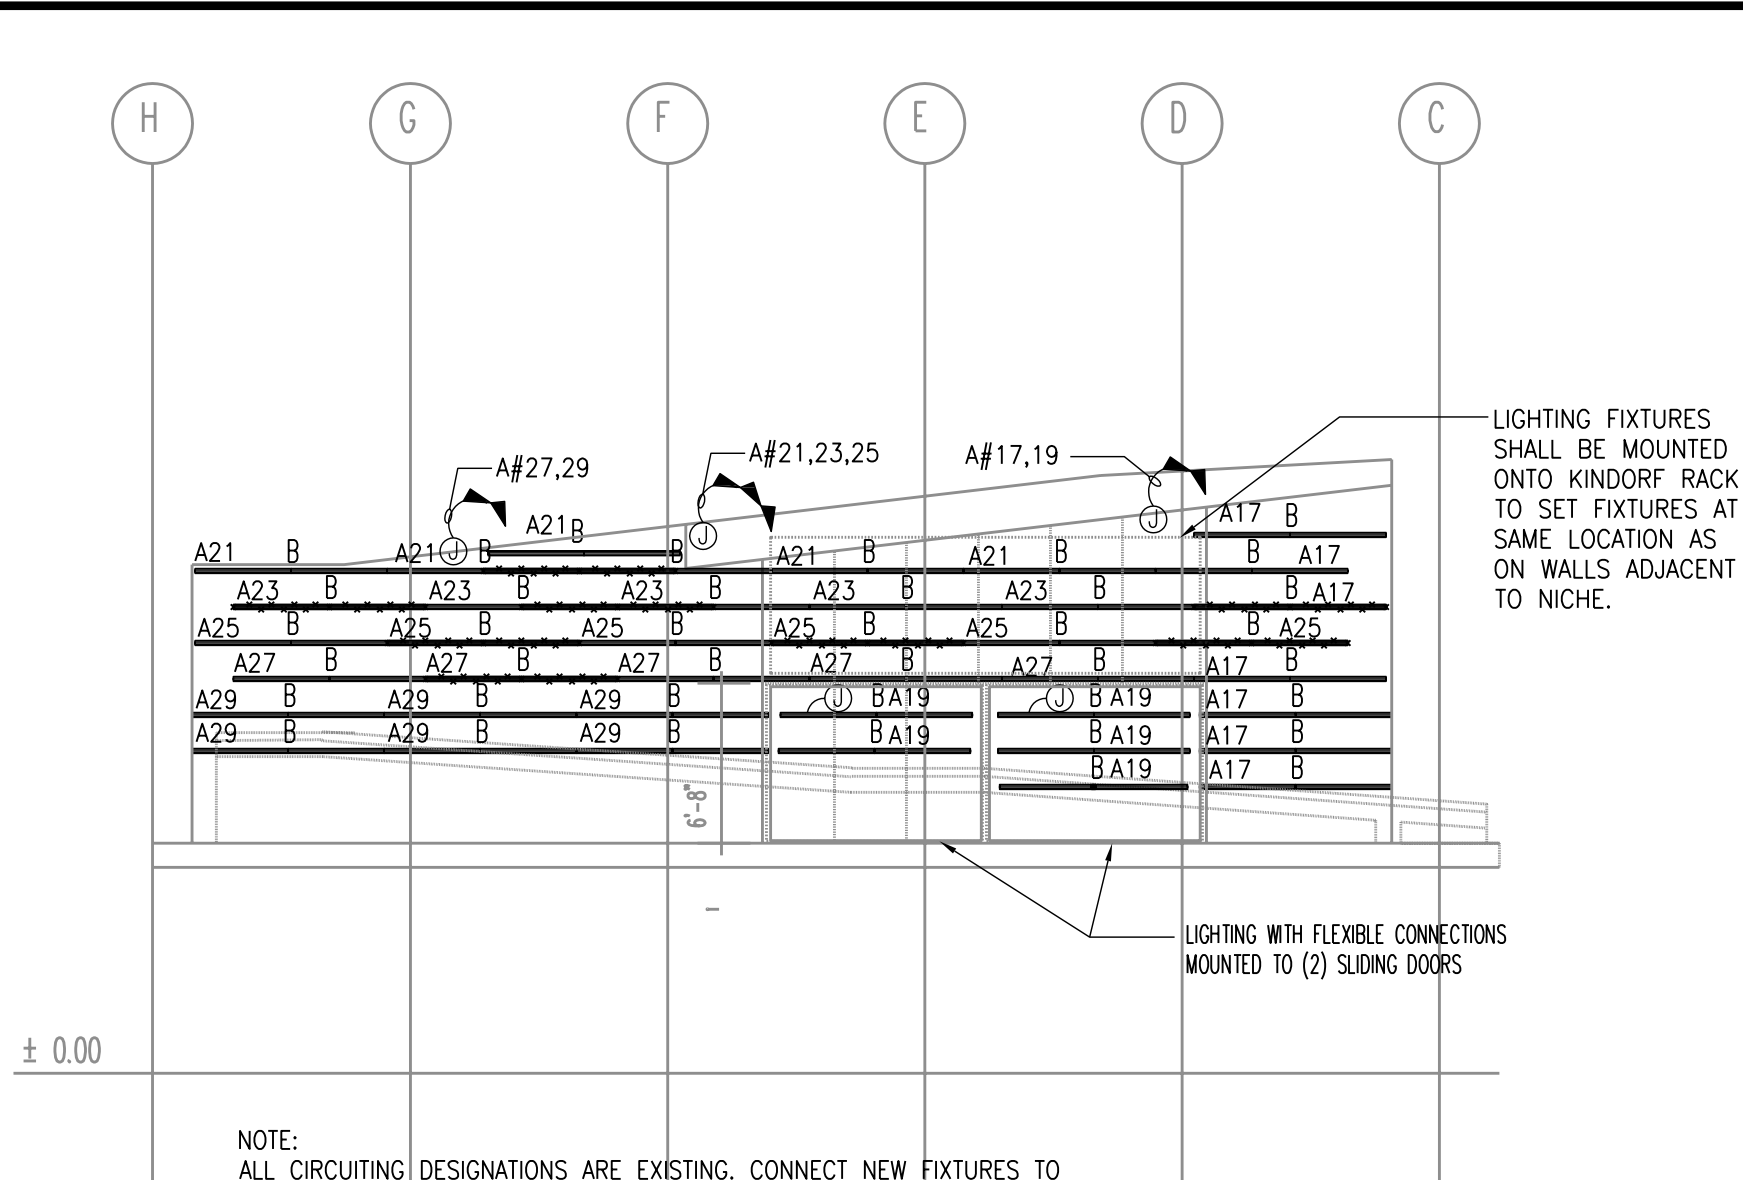 H G F E D C
LIGHTING FIXTURES
SHALL BE MOUNTED
ONTO KINDORF RACK
TO SET FIXTURES AT
SAME LOCATION AS
ON WALLS ADJACENT
TO NICHE.
A#27,29 A#21,23,25 A#17,19
A21 B A17 B
J J J
A21 B A21 B B A21 B A21 B B A17
A23 B A23 B A23 B A23 B A23 B B A17
A25 B A25 B A25 B A25 B A25 B B A25
A27 B A27 B A27 B A27 B A27 B A17 B
A29 B A29 B A29 B J B A19 J B A19 A17 B
A29 B A29 B A29 B B A19 B A19 A17 B
B A19 A17 B
6'-8"
LIGHTING WITH FLEXIBLE CONNECTIONS
MOUNTED TO (2) SLIDING DOORS
± 0.00
NOTE:
ALL CIRCUITING DESIGNATIONS ARE EXISTING. CONNECT NEW FIXTURES TO